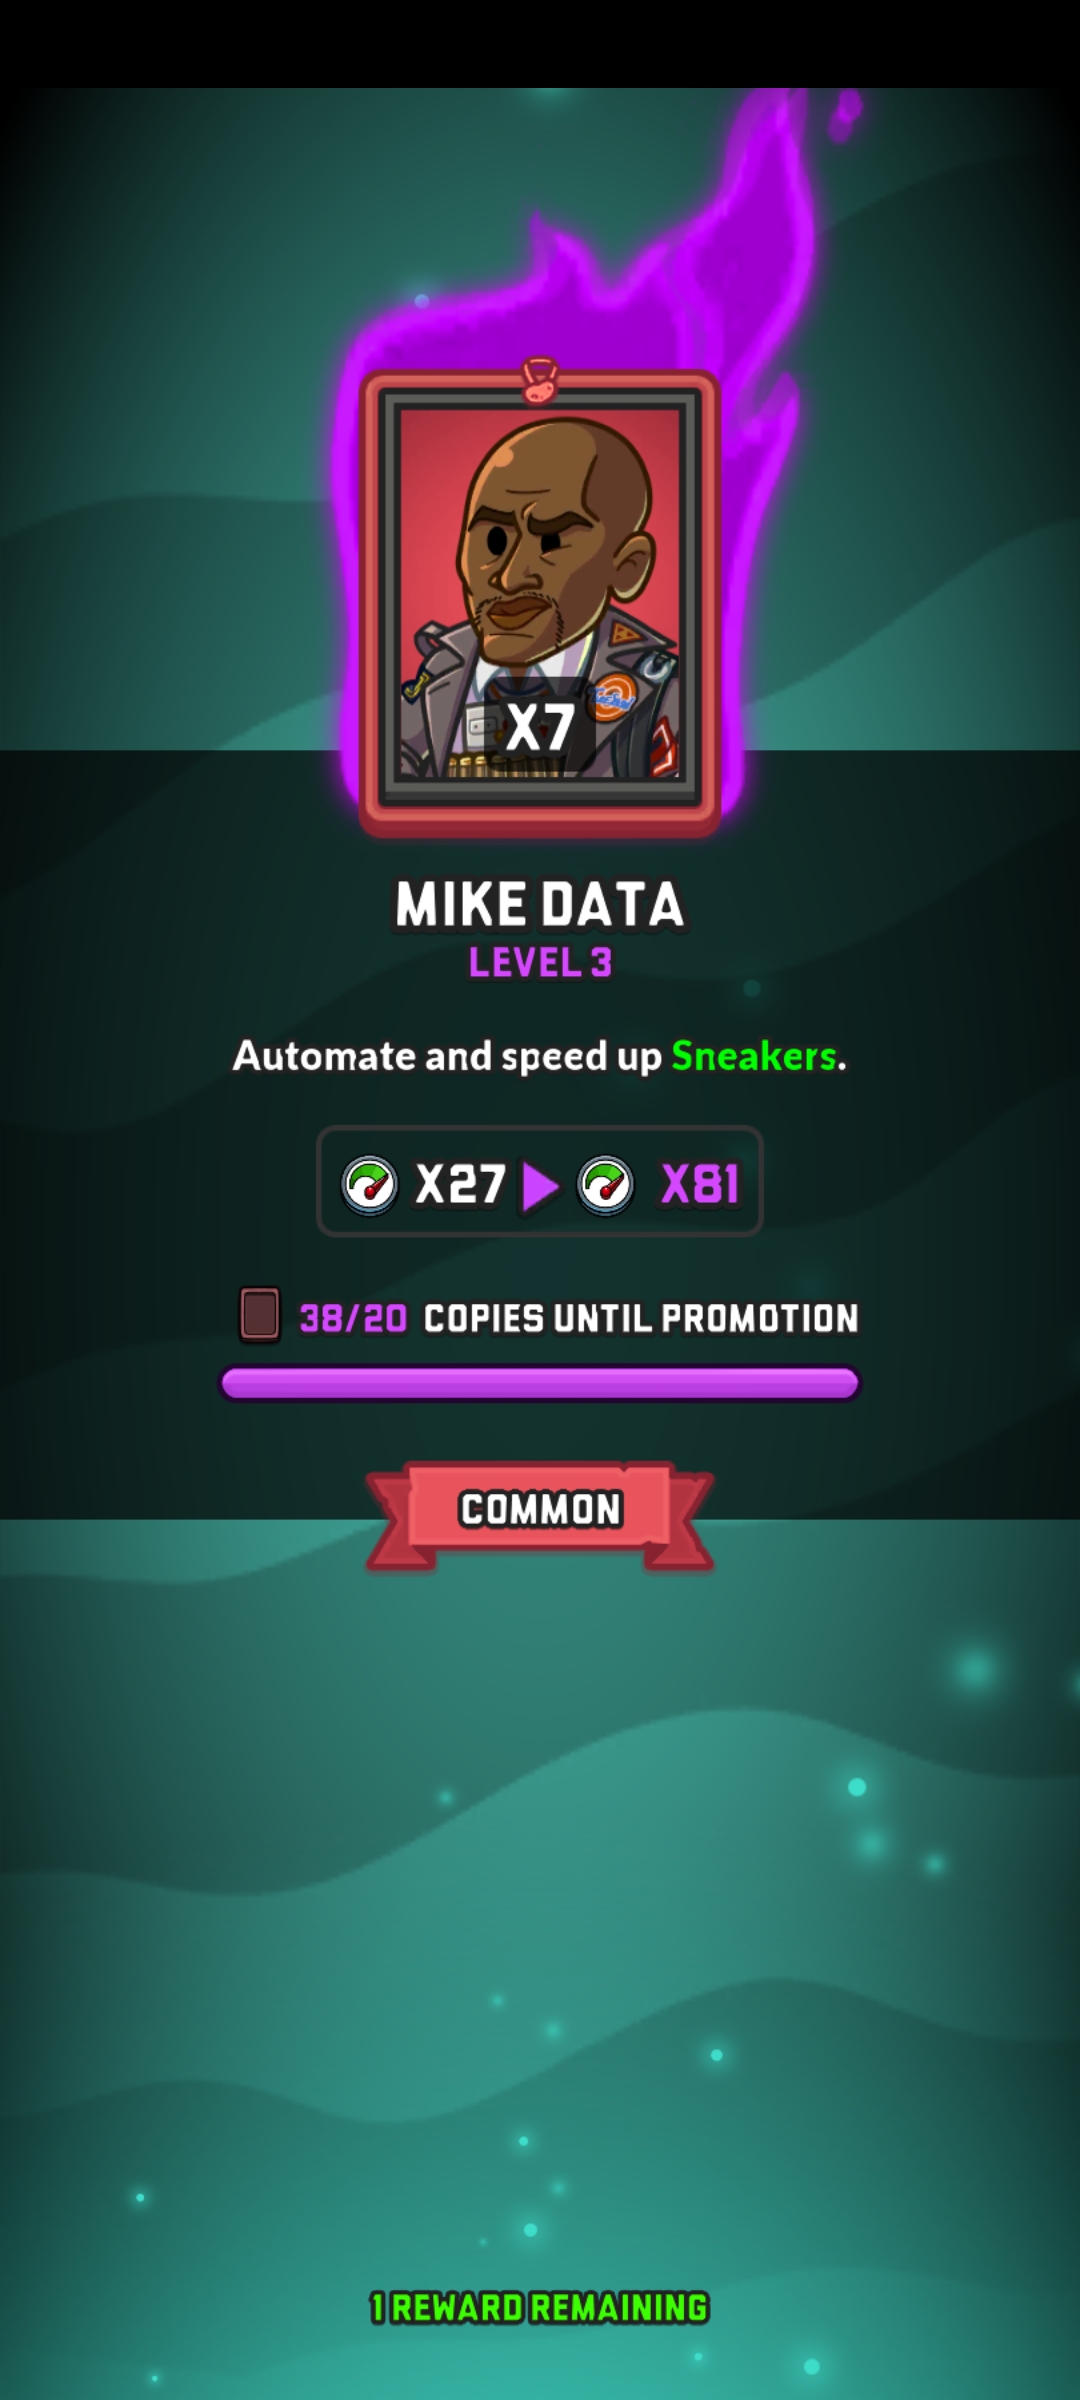 X7
MIKE DATA
LEVEL 3
Automate and speed up Sneakers.
X27 X81
38/20 COPIES UNTIL PROMOTION
COMMON
1 REWARD REMAINING